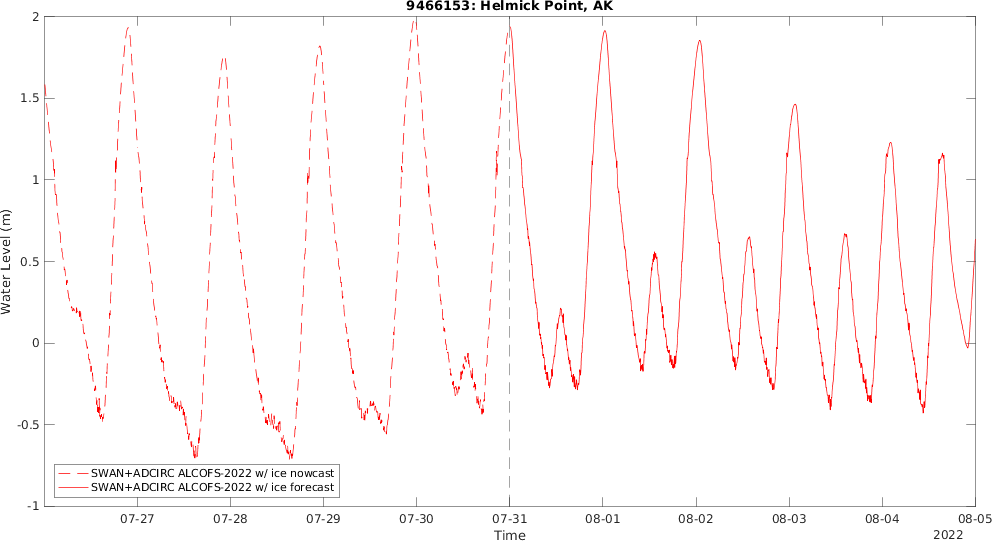 9466153: Helmick Point, AK
2
1.5
1
0.5
0
-0.5
-1
Water Level (m)
SWAN+ADCIRC ALCOFS-2022 w/ ice nowcast
SWAN+ADCIRC ALCOFS-2022 w/ ice forecast
07-27 07-28 07-29 07-30 07-31 08-01 08-02 08-03 08-04 08-05
Time
2022